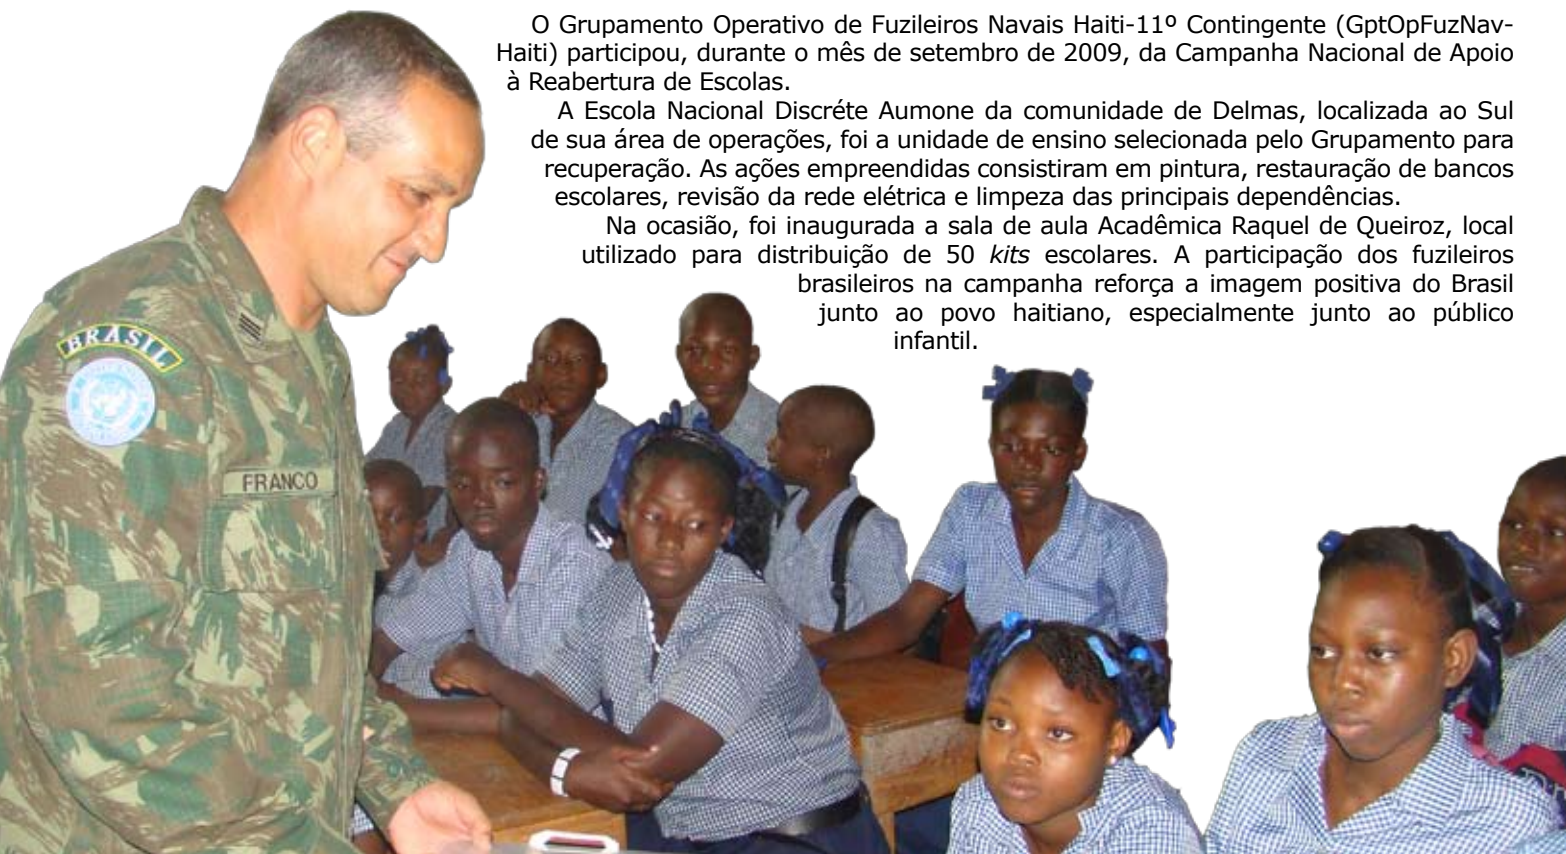 O Grupamento Operativo de Fuzileiros Navais Haiti-11º Contingente (GptOpFuzNav-
Haiti) participou, durante o mês de setembro de 2009, da Campanha Nacional de Apoio
à Reabertura de Escolas.
A Escola Nacional Discréte Aumone da comunidade de Delmas, localizada ao Sul
de sua área de operações, foi a unidade de ensino selecionada pelo Grupamento para
recuperação. As ações empreendidas consistiram em pintura, restauração de bancos
escolares, revisão da rede elétrica e limpeza das principais dependências.
Na ocasião, foi inaugurada a sala de aula Acadêmica Raquel de Queiroz, local
utilizado para distribuição de 50 kits escolares. A participação dos fuzileiros
brasileiros na campanha reforça a imagem positiva do Brasil
junto ao povo haitiano, especialmente junto ao público
infantil.
BRASIL
FRANCO